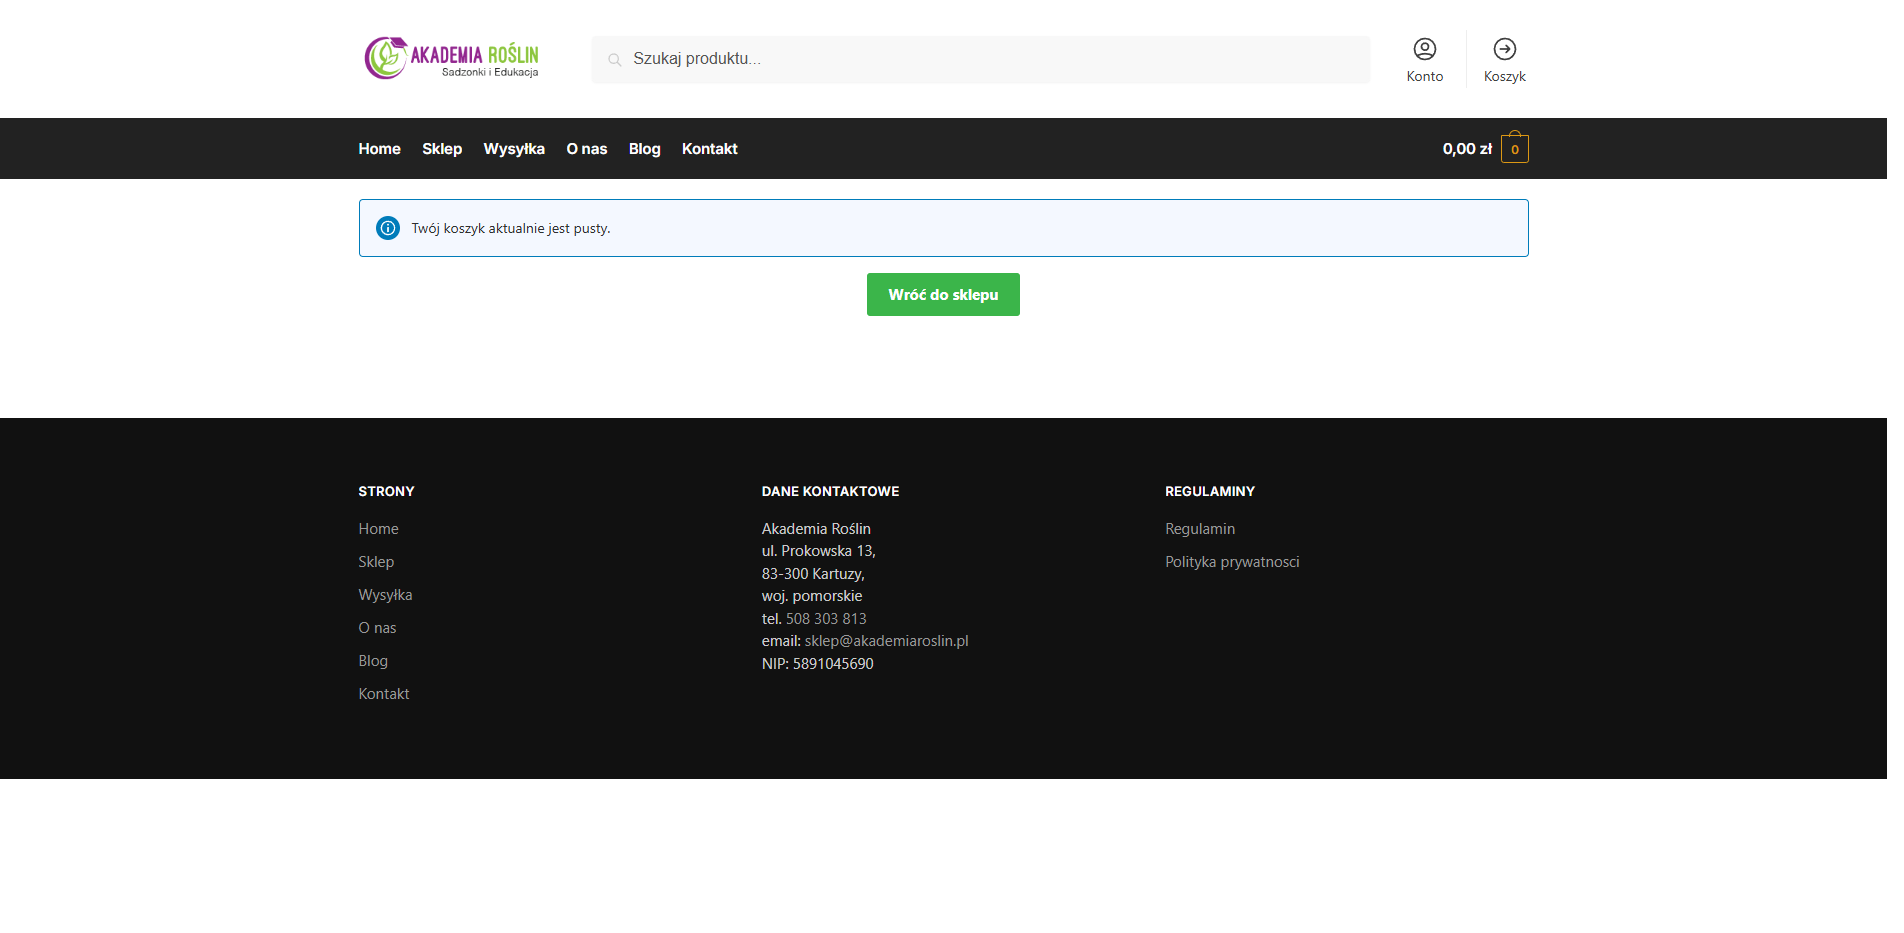 AKADEMIA ROŚLIN
Sadzonki i Edukacja
Szukaj produktu...
Konto
Koszyk
Home Sklep Wysyłka O nas Blog Kontakt
0,00 zł 0
Twój koszyk aktualnie jest pusty.
Wróć do sklepu
STRONY
Home
Sklep
Wysyłka
O nas
Blog
Kontakt
DANE KONTAKTOWE
Akademia Roślin
ul. Prokowska 13,
83-300 Kartuzy,
woj. pomorskie
tel. 508 303 813
email: sklep@akademiaroslin.pl
NIP: 5891045690
REGULAMINY
Regulamin
Polityka prywatnosci